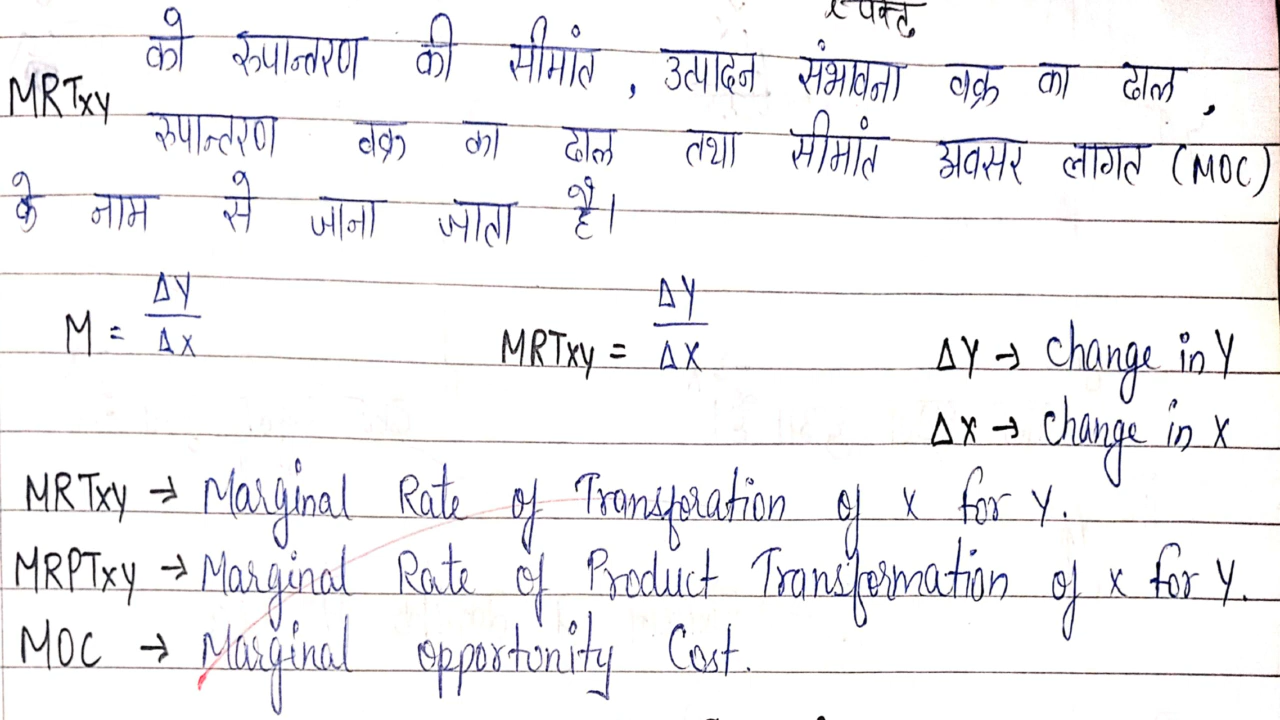 MRTxy को रुपान्तरण की सीमांत , उत्पादन संभावना वक्र का ढाल ,
रुपान्तरण वक्र का ढाल तथा सीमांत अवसर लागत (MOC)
के नाम से जाना जाता है।
M = ΔY/ΔX MRTxy = ΔY/ΔX ΔY → Change in Y
ΔX → Change in X
MRTxy → Marginal Rate of Transforation of X for Y.
MRPTxy → Marginal Rate of Product Transformation of X for Y.
MOC → Marginal opportunity Cost.